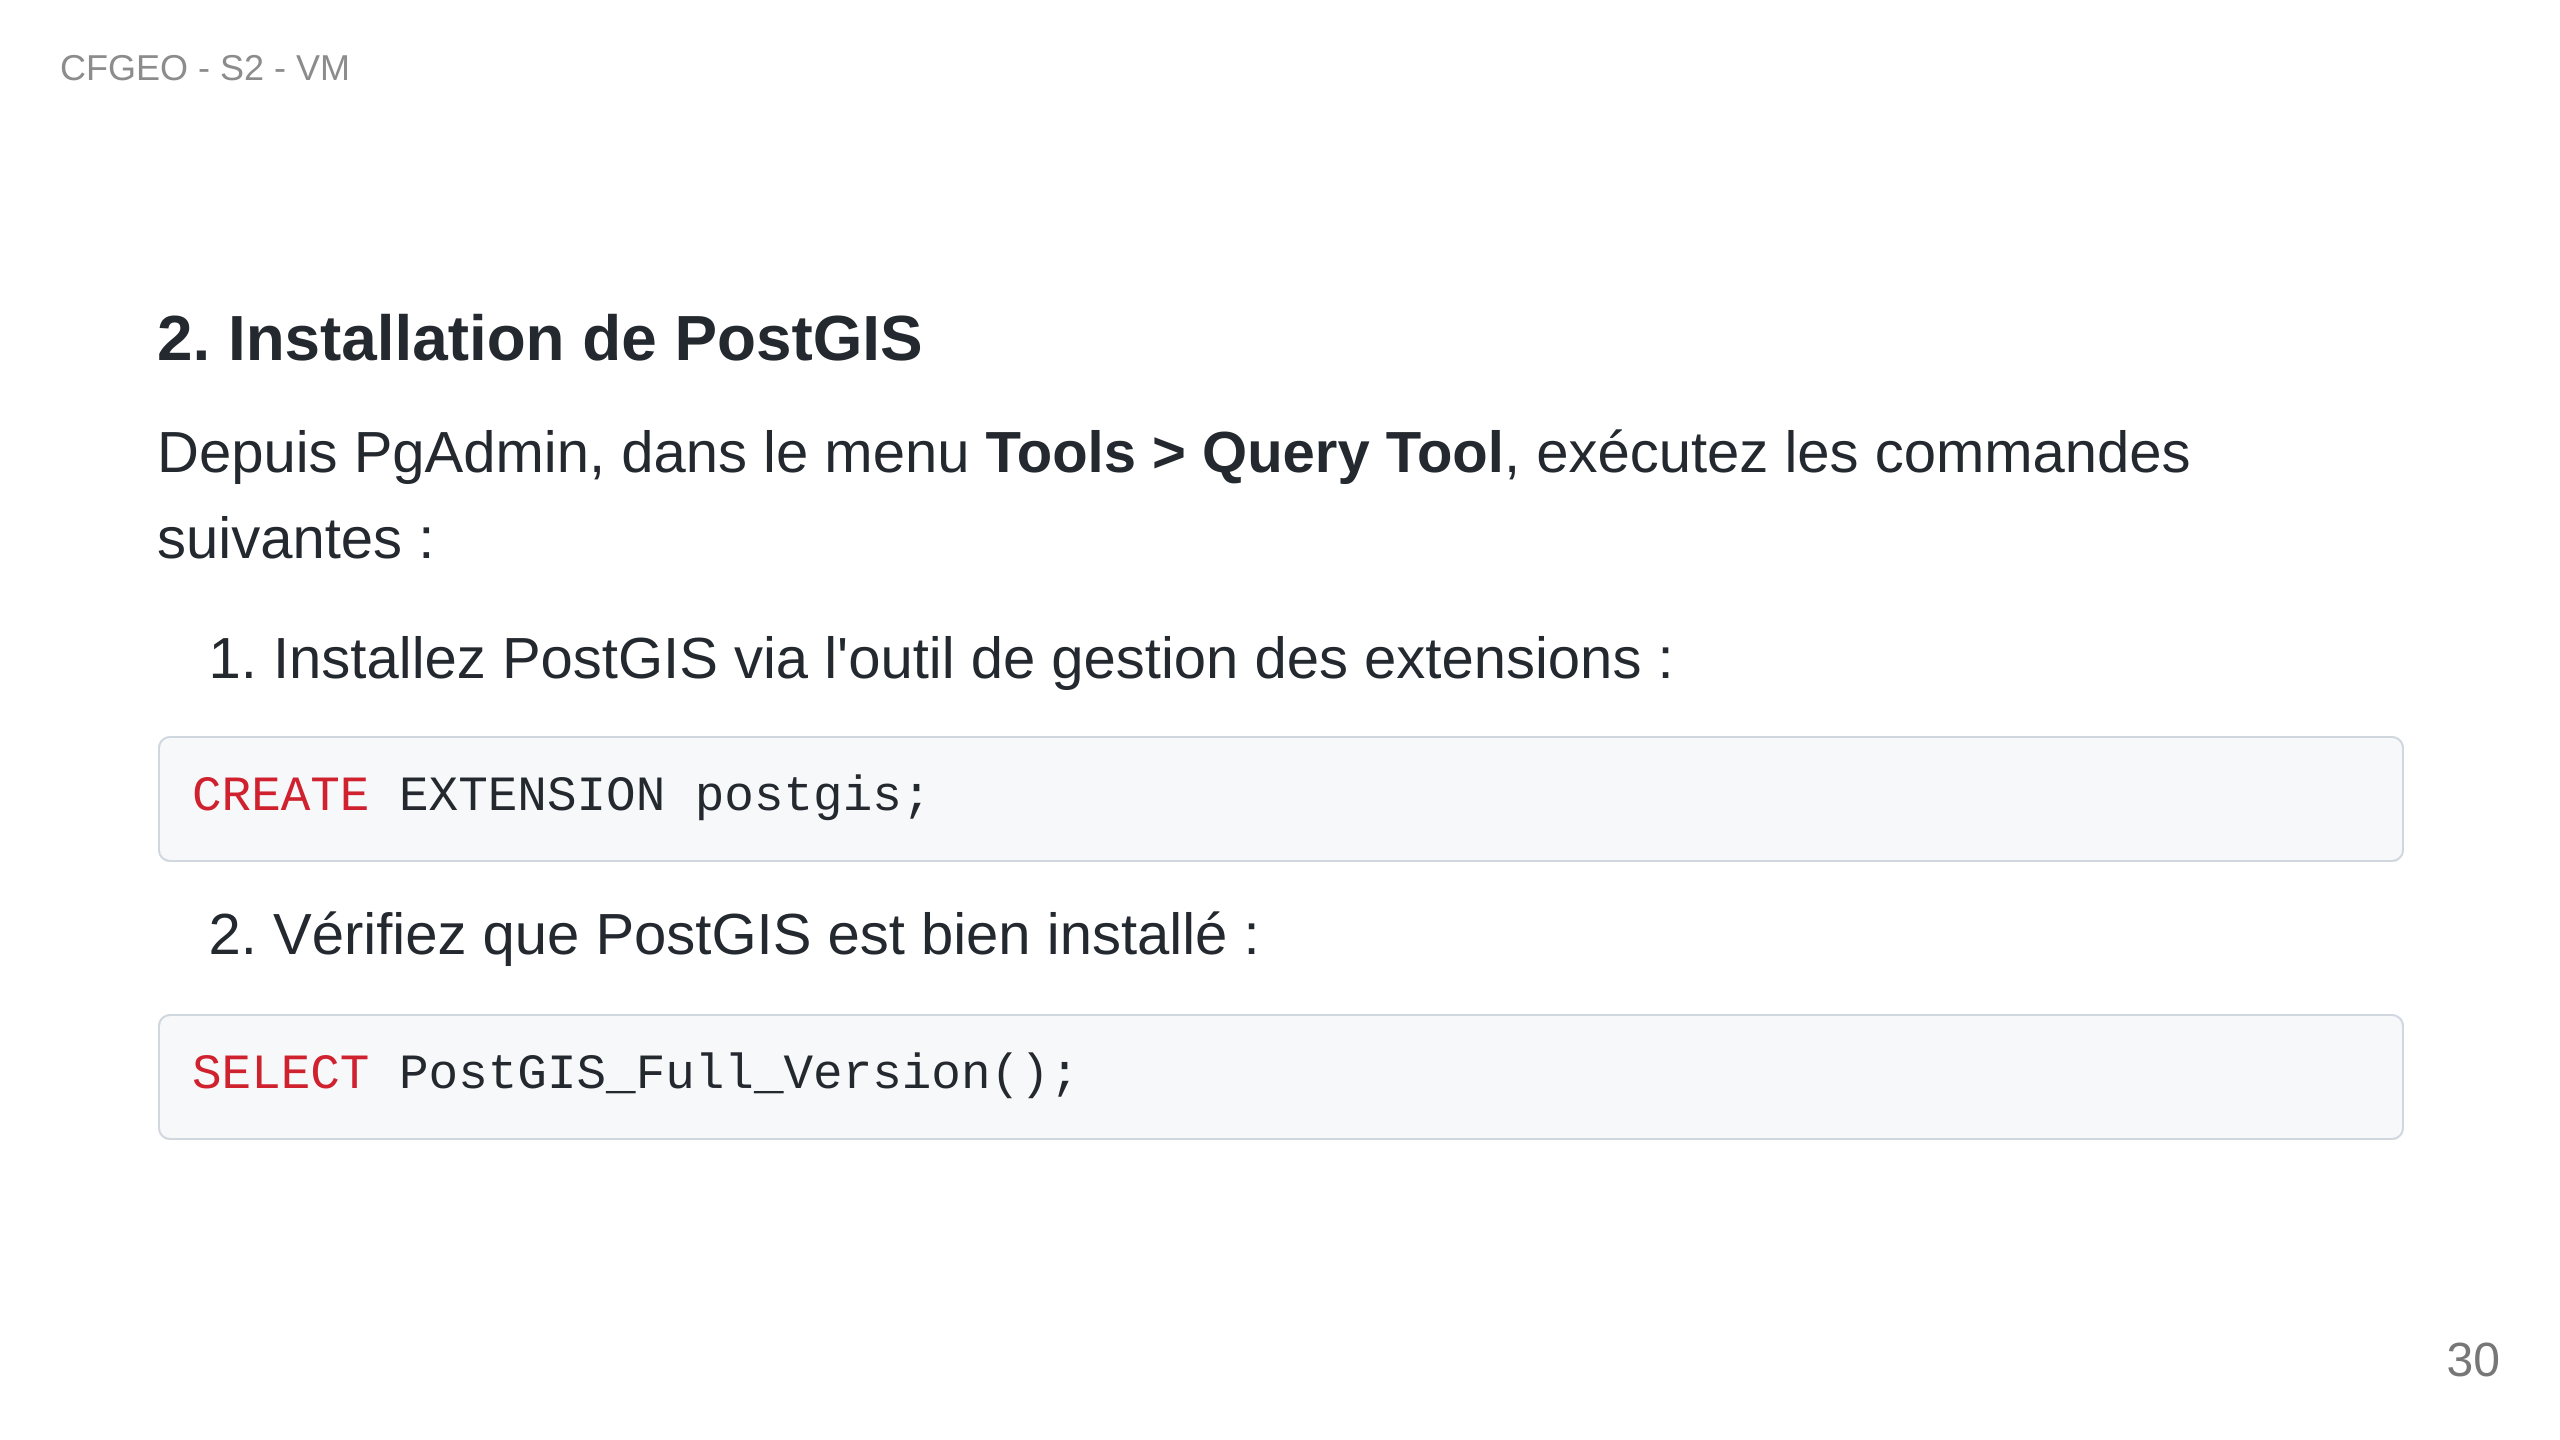 CFGEO - S2 - VM
2. Installation de PostGIS
Depuis PgAdmin, dans le menu Tools > Query Tool, exécutez les commandes
suivantes :
1. Installez PostGIS via l'outil de gestion des extensions :
CREATE EXTENSION postgis;
2. Vérifiez que PostGIS est bien installé :
SELECT PostGIS_Full_Version();
30